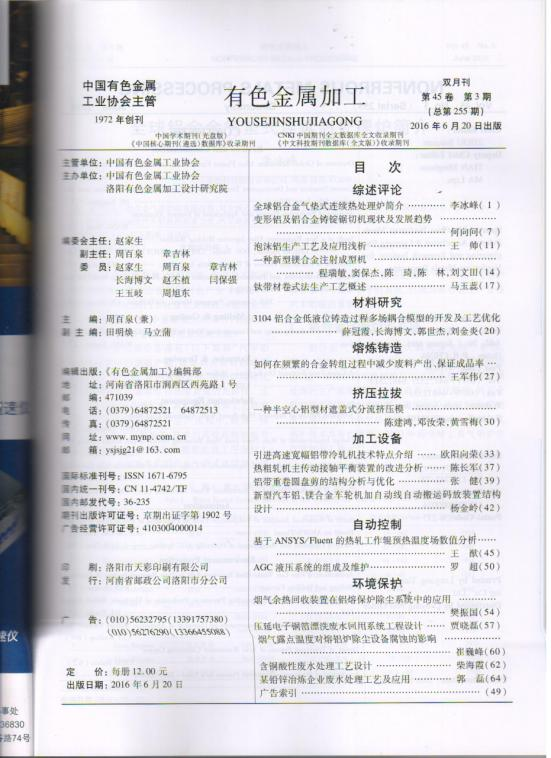 中国有色金属
工业协会主管
1972 年创刊
有色金属加工
YOUSEJINSHUJIAGONG
中国学术期刊(光盘版)
《中国核心期刊(遴选)数据库》收录期刊
CNKI 中国期刊全文数据库全文收录期刊
《中文科技期刊数据库(全文版)》收录期刊
双月刊
第 45 卷 第 3 期
(总第 255 期)
2016 年 6 月 20 日出版
主管单位:中国有色金属工业协会
主办单位:中国有色金属工业协会
洛阳有色金属加工设计研究院
编委会主任:赵家生
副主任:周百泉 章吉林
委 员:赵家生 周百泉 章吉林
长海博文 赵丕植 闫保强
王玉岐 周旭东
主 编:周百泉(兼)
副 主 编:田明焕 马立蒲
编辑出版:《有色金属加工》编辑部
地 址:河南省洛阳市涧西区西苑路 1 号
邮 编:471039
电 话:(0379)64872521 64872513
传 真:(0379)64872521
网 址:www.mynp.com.cn
邮 箱:ysjsjg21@163.com
国际标准刊号:ISSN 1671-6795
国内统一刊号:CN 11-4742/TF
国内邮发代号:36-235
期刊出版许可证号:京期出证字第 1902 号
广告经营许可证号:4103004000014
印 刷:洛阳市天彩印刷有限公司
发 行:河南省邮政公司洛阳市分公司
广 告:(010)56232795(13391757380)
(010)56276290(13366455088)
定 价:每册 12.00 元
出版日期:2016 年 6 月 20 日
目 次
综述评论
全球铝合金气垫式连续热处理炉简介 ………… 李冰峰( 1 )
变形铝及铝合金铸锭锯切机现状及发展趋势 ……………
………………………………………… 何向问( 7 )
泡沫铝生产工艺及应用浅析 ………………… 王 帅(11)
一种新型镁合金注射成型机 ……………………………
………… 程瑞敏,窦保杰,陈 琦,陈 林,刘文田(14)
钛带材卷式法生产工艺概述 ………………… 马玉蕊(17)
材料研究
3104 铝合金低液位铸造过程多场耦合模型的开发及工艺优化
………………… 薛冠霞,长海博文,郭世杰,刘金炎(20)
熔炼铸造
如何在频繁的合金转组过程中减少废料产出、保证成品率 …
………………………………………… 王军伟(27)
挤压拉拔
一种半空心铝型材遮盖式分流挤压模 …………………
…………………………… 陈建鸿,邓汝荣,黄雪梅(30)
加工设备
引进高速宽幅铝带冷轧机技术特点介绍 …… 欧阳向荣(33)
热粗轧机主传动接轴平衡装置的改进分析 …… 陈长军(37)
铝带重卷圆盘剪的结构分析与优化 ………… 张 健(39)
新型汽车铝、镁合金车轮机加自动线自动搬运码放装置结构
设计 …………………………………… 杨金岭(42)
自动控制
基于 ANSYS/Fluent 的热轧工作辊预热温度场数值分析……
………………………………………… 王 猷(45)
AGC 液压系统的组成及维护………………… 罗 超(50)
环境保护
烟气余热回收装置在铝熔保炉除尘系统中的应用 ………
………………………………………… 樊振国(54)
压延电子铜箔漂洗废水回用系统工程设计 …… 贾晓磊(57)
烟气露点温度对熔铝炉除尘设备腐蚀的影响 …………
………………………………………… 崔巍峰(60)
含铜酸性废水处理工艺设计 ………………… 柴海霞(62)
某铅锌冶炼企业废水处理工艺及应用 ……… 郭 磊(64)
广告索引 ……………………………………… (49)
速仪
事处
36830
路74号